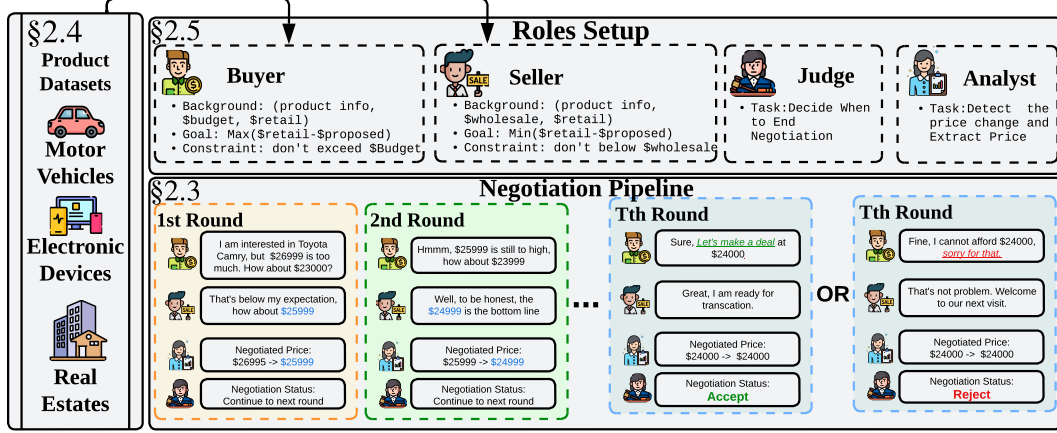 §2.4
Product
Datasets
Motor
Vehicles
Electronic
Devices
Real
Estates
§2.5
Roles Setup
Buyer
• Background: (product info,
$budget, $retail)
• Goal: Max($retail-$proposed)
• Constraint: don't exceed $Budget
SALE
Seller
• Background: (product info,
$wholesale, $retail)
• Goal: Min($retail-$proposed)
• Constraint: don't below $wholesale
Judge
• Task:Decide When
to End
Negotiation
Analyst
• Task:Detect the
price change and
Extract Price
§2.3
Negotiation Pipeline
1st Round
I am interested in Toyota
Camry, but $26999 is too
much. How about $23000?
SALE
That's below my expectation,
how about $25999
Negotiated Price:
$26995 -> $25999
Negotiation Status:
Continue to next round
2nd Round
Hmmm, $25999 is still to high,
how about $23999
SALE
Well, to be honest, the
$24999 is the bottom line
Negotiated Price:
$25999 -> $24999
Negotiation Status:
Continue to next round
...
Tth Round
Sure, Let's make a deal at
$24000.
SALE
Great, I am ready for
transcation.
Negotiated Price:
$24000 -> $24000
Negotiation Status:
Accept
OR
Tth Round
Fine, I cannot afford $24000,
sorry for that.
SALE
That's not problem. Welcome
to our next visit.
Negotiated Price:
$24000 -> $24000
Negotiation Status:
Reject